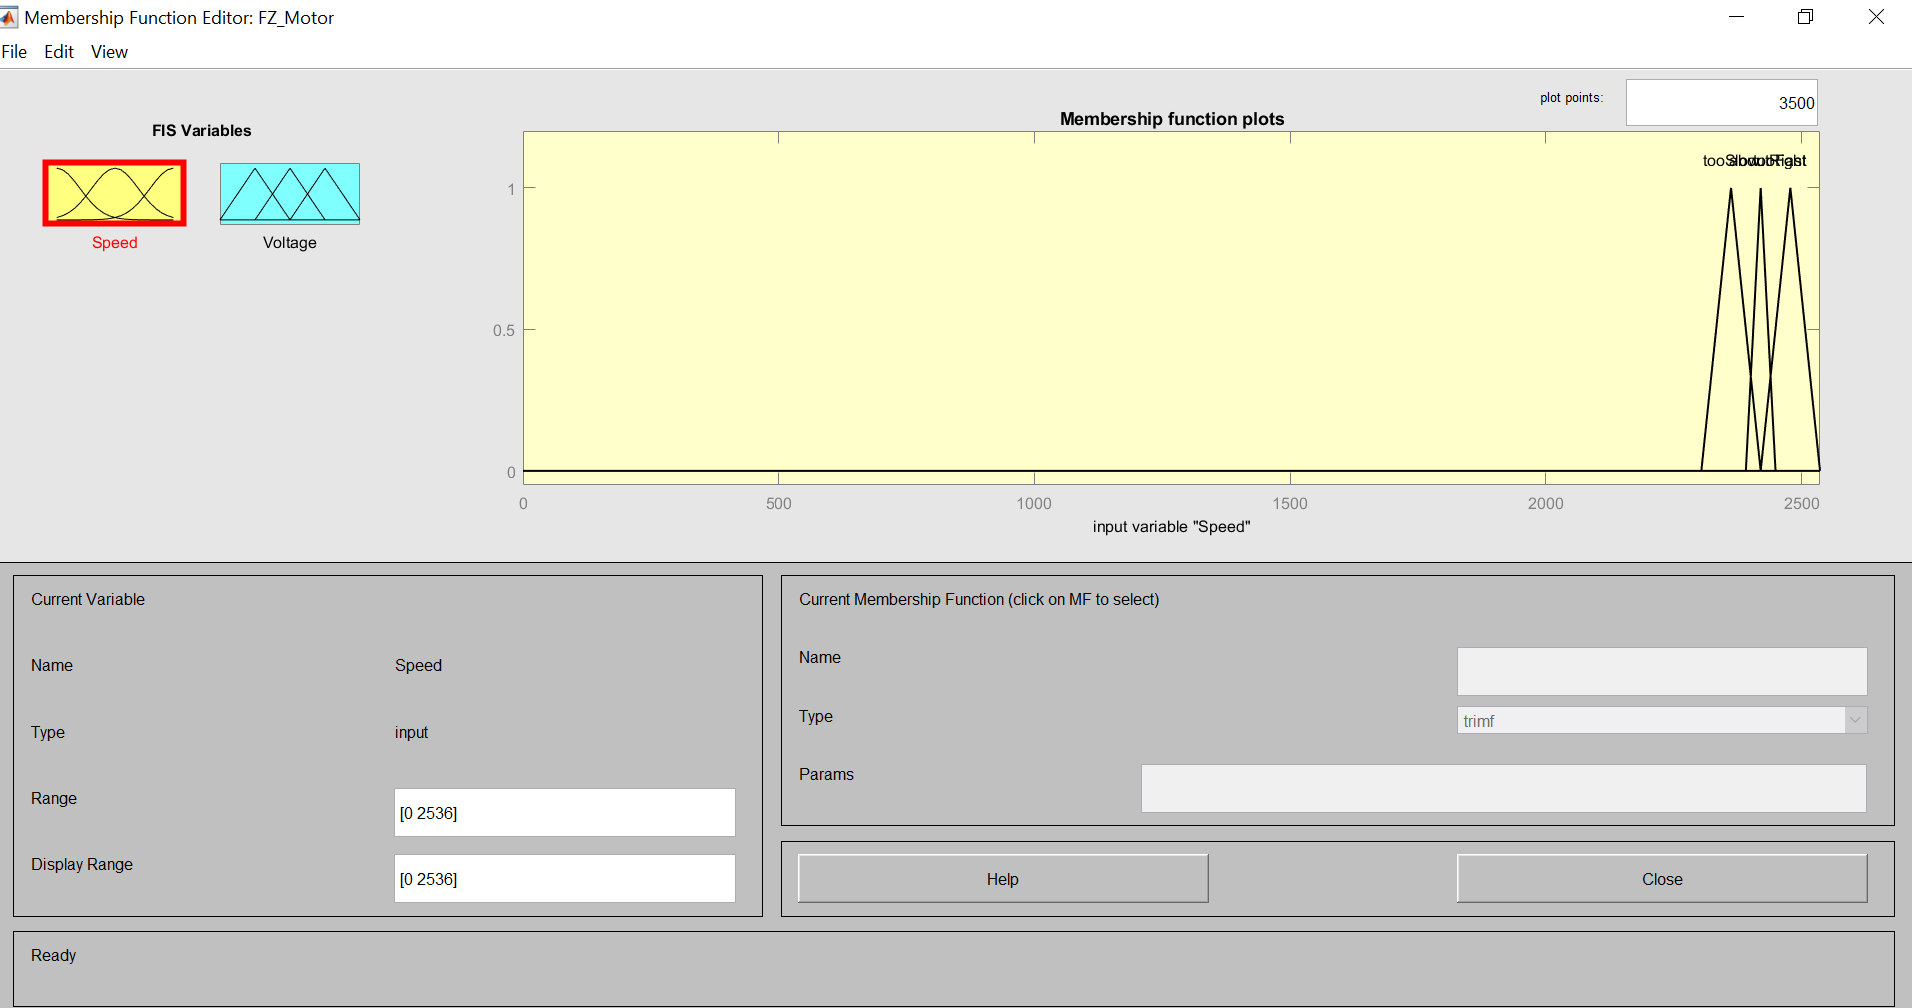 Membership Function Editor: FZ_Motor
File Edit View
plot points: 3500
FIS Variables
Membership function plots
Speed
Voltage
1
0.5
0
0 500 1000 1500 2000 2500
input variable "Speed"
Current Variable
Name Speed
Type input
Range [0 2536]
Display Range [0 2536]
Current Membership Function (click on MF to select)
Name
Type trimf
Params
Help
Close
Ready